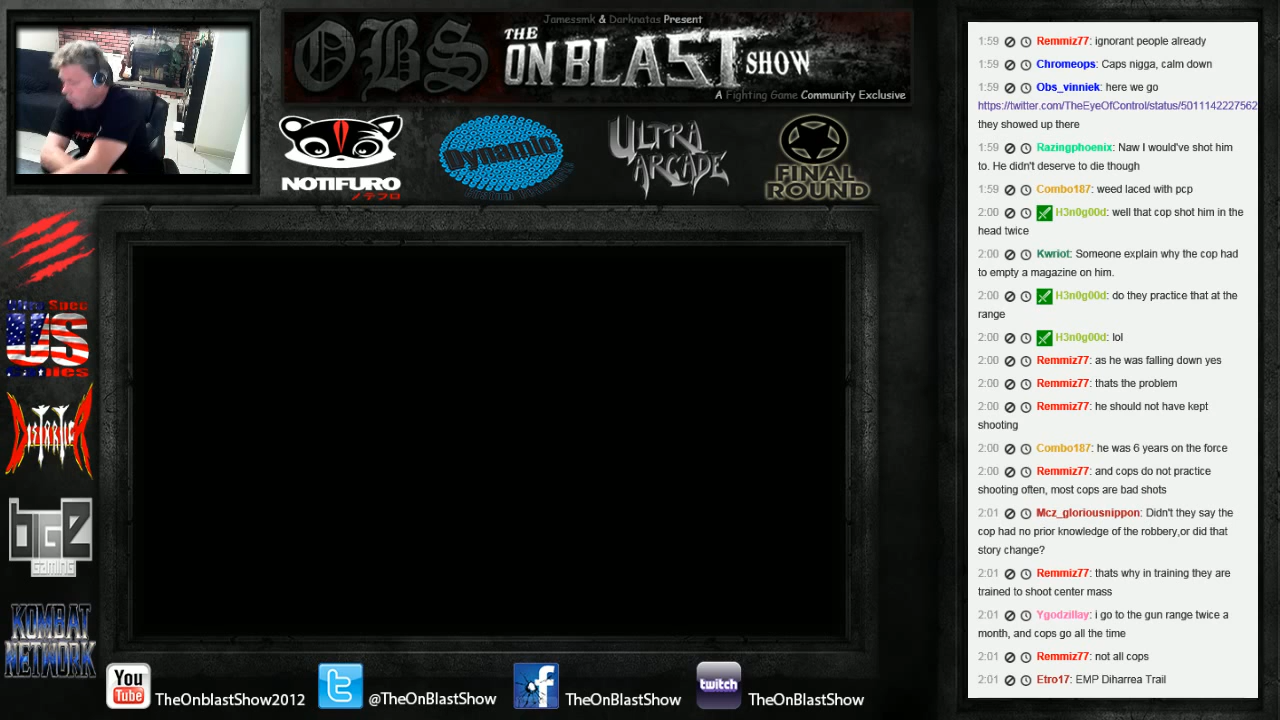 Jamessmk & Darknatas Present
OBS
THE
ON BLAST
SHOW
A Fighting Game Community Exclusive
NOTIFURO
メテフロ
Dynamic
ULTRA
ARCADE
FINAL
ROUND
Spec
US
BGE
GAMING
KOMBAT
NETWORK
You
Tube
TheOnblastShow2012
@TheOnBlastShow
TheOnBlastShow
twitch
TheOnBlastShow
1:59 Remmiz77: ignorant people already
1:59 Chromeops: Caps nigga, calm down
1:59 Obs_vinniek: here we go
https://twitter.com/TheEyeOfControl/status/5011142227562
they showed up there
1:59 Razingphoenix: Naw I would've shot him
to. He didn't deserve to die though
1:59 Combo187: weed laced with pcp
2:00 H3n0g00d: well that cop shot him in the
head twice
2:00 Kwriot: Someone explain why the cop had
to empty a magazine on him.
2:00 H3n0g00d: do they practice that at the
range
2:00 H3n0g00d: lol
2:00 Remmiz77: as he was falling down yes
2:00 Remmiz77: thats the problem
2:00 Remmiz77: he should not have kept
shooting
2:00 Combo187: he was 6 years on the force
2:00 Remmiz77: and cops do not practice
shooting often, most cops are bad shots
2:01 Mcz_gloriousnippon: Didn't they say the
cop had no prior knowledge of the robbery,or did that
story change?
2:01 Remmiz77: thats why in training they are
trained to shoot center mass
2:01 Ygodzillay: i go to the gun range twice a
month, and cops go all the time
2:01 Remmiz77: not all cops
2:01 Etro17: EMP Diharrea Trail